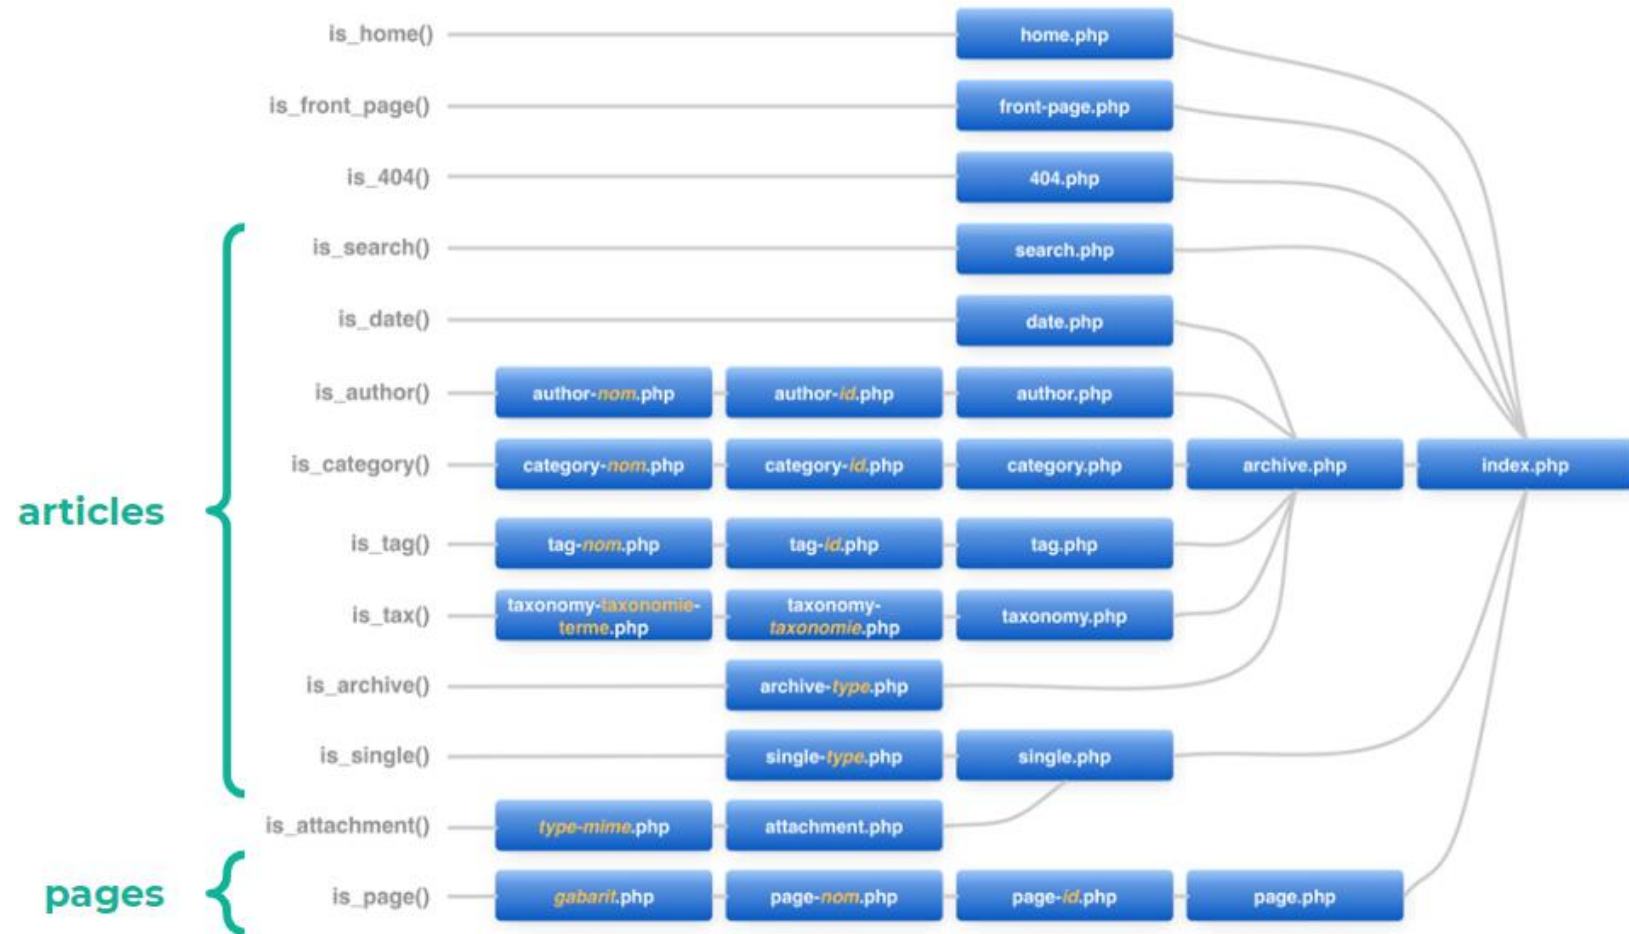 is_home()
home.php
is_front_page()
front-page.php
is_404()
404.php
is_search()
search.php
is_date()
date.php
is_author()
author-nom.php
author-id.php
author.php
is_category()
category-nom.php
category-id.php
category.php
archive.php
index.php
articles
is_tag()
tag-nom.php
tag-id.php
tag.php
is_tax()
taxonomy-taxonomie-
terme.php
taxonomy-
taxonomie.php
taxonomy.php
is_archive()
archive-type.php
is_single()
single-type.php
single.php
is_attachment()
type-mime.php
attachment.php
pages
is_page()
gabarit.php
page-nom.php
page-id.php
page.php